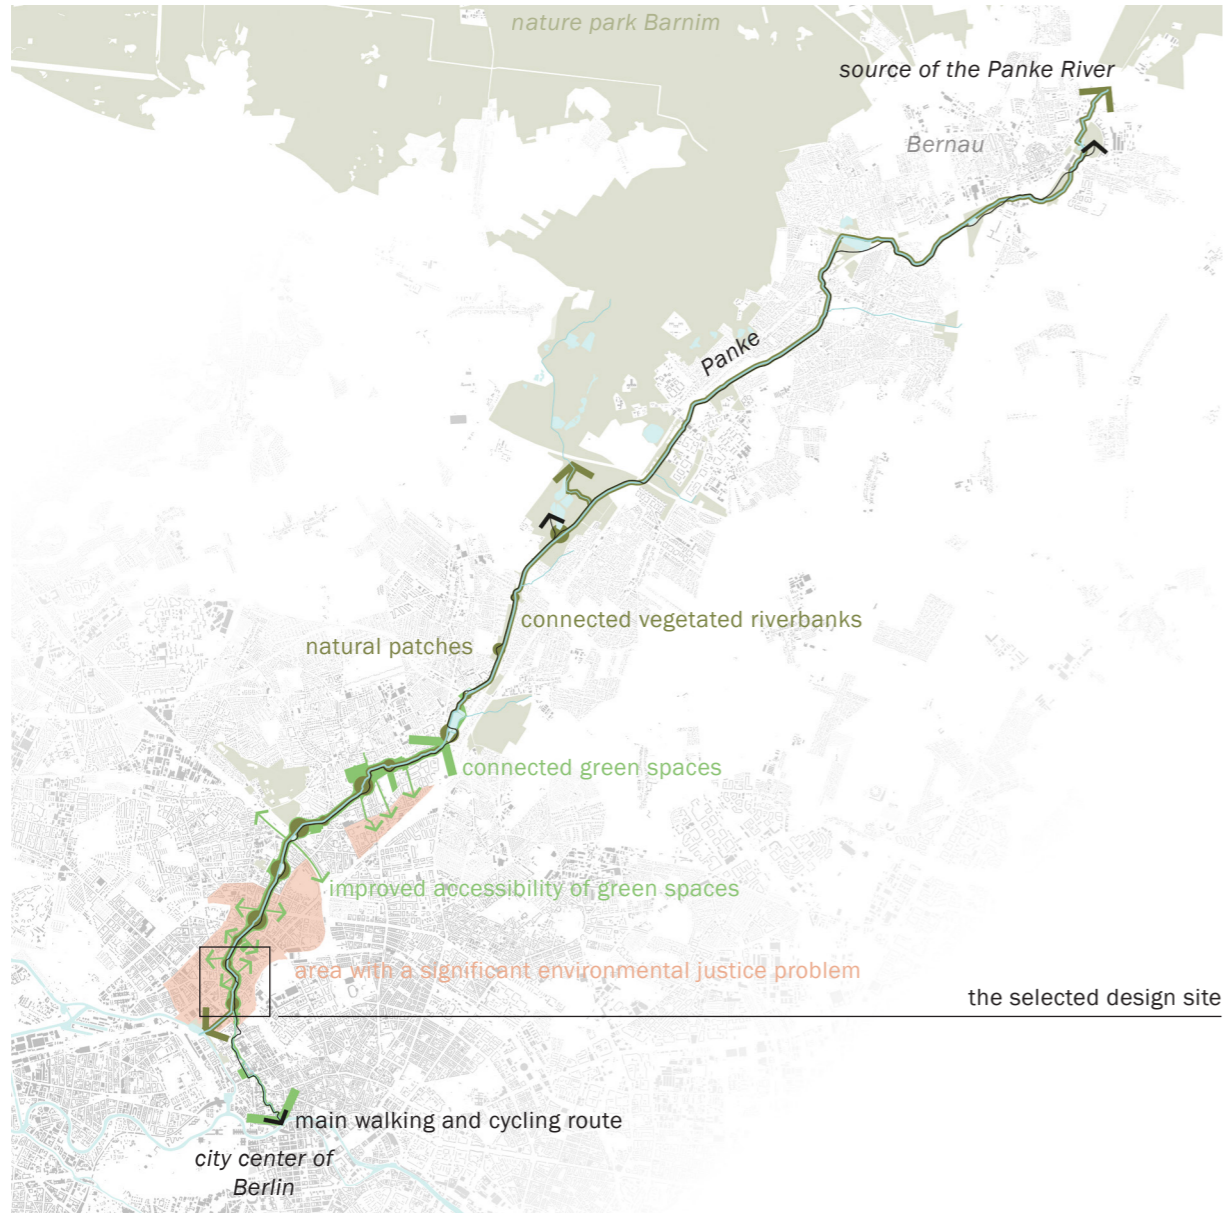 nature park Barnim
source of the Panke River
Bernau
Panke
connected vegetated riverbanks
natural patches
connected green spaces
improved accessibility of green spaces
area with a significant environmental justice problem
the selected design site
main walking and cycling route
city center of
Berlin